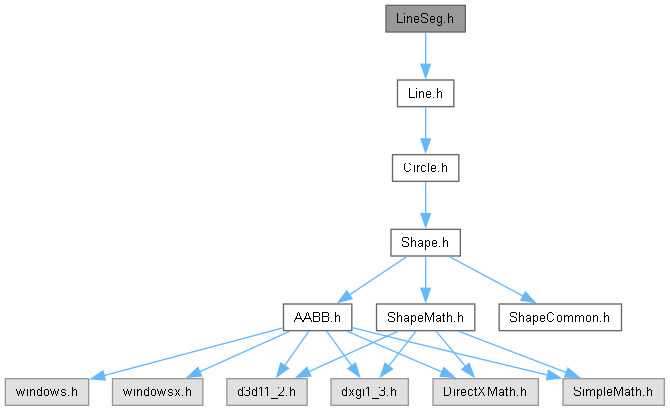 LineSeg.h
Line.h
Circle.h
Shape.h
AABB.h
ShapeMath.h
ShapeCommon.h
windows.h
windowsx.h
d3d11_2.h
dxgi1_3.h
DirectXMath.h
SimpleMath.h